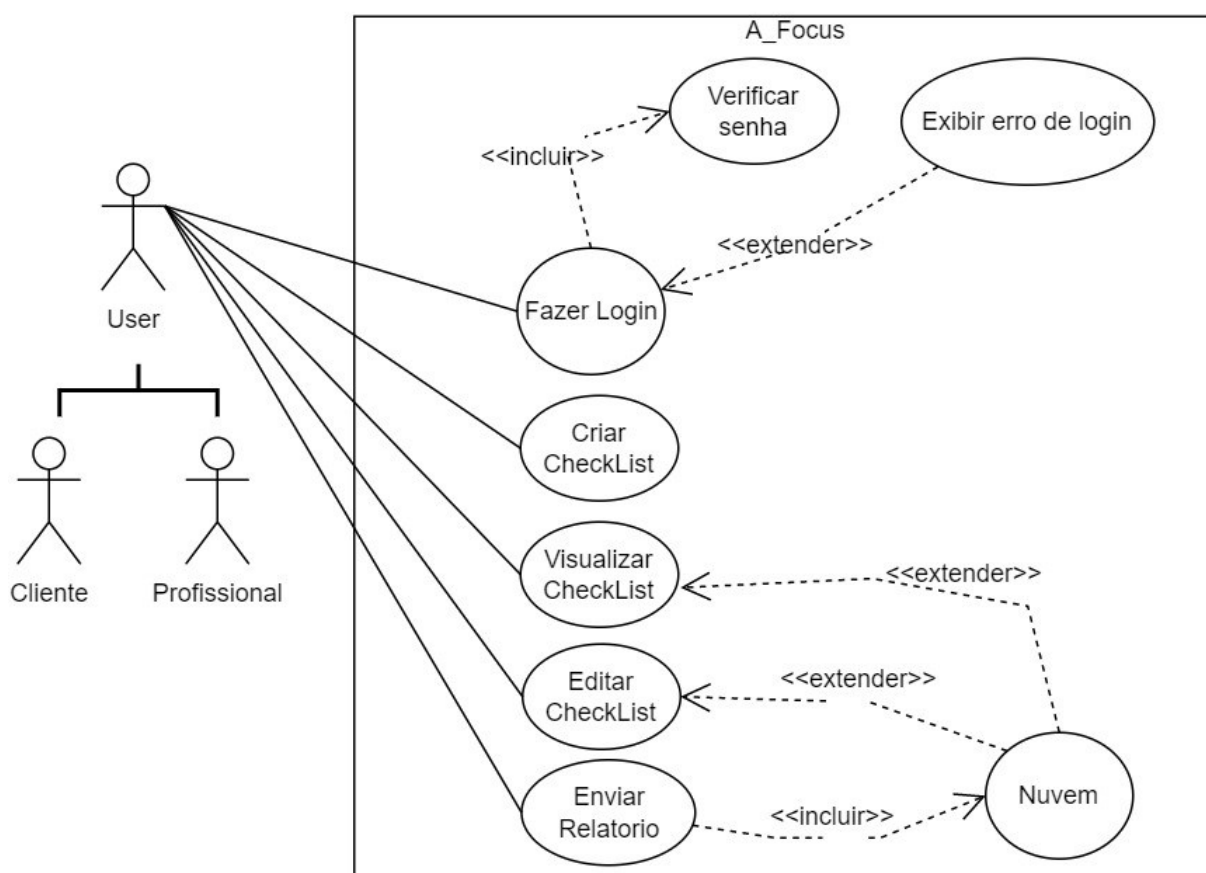 A_Focus
Verificar
senha
Exibir erro de login
<<incluir>>
<<extender>>
User
Fazer Login
Criar
CheckList
Cliente
Profissional
Visualizar
CheckList
<<extender>>
Editar
CheckList
<<extender>>
Enviar
Relatorio
<<incluir>>
Nuvem